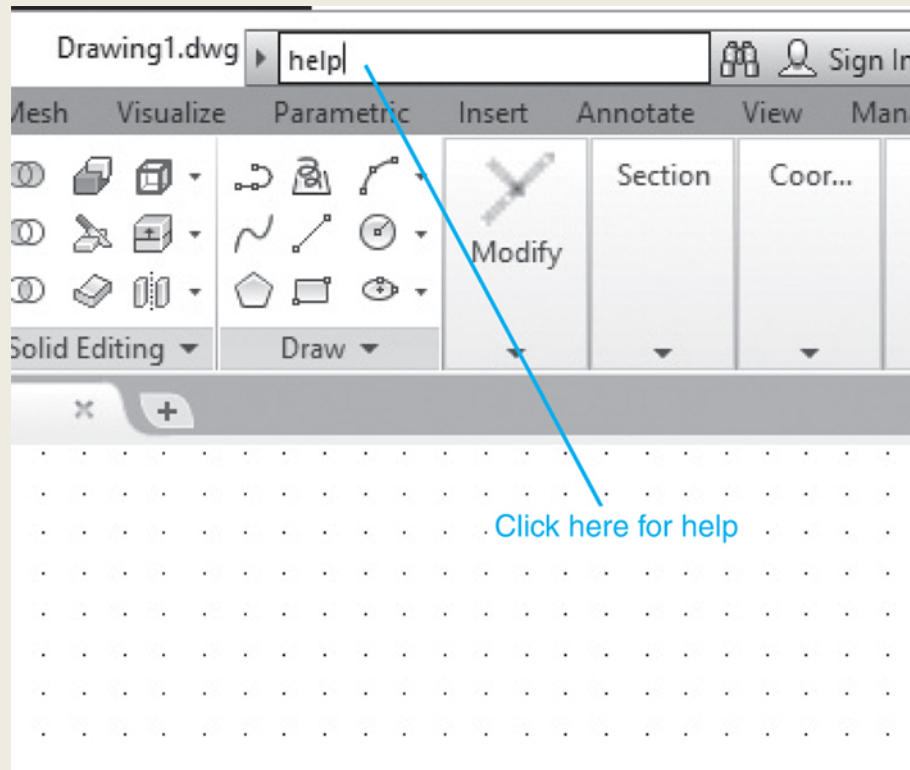 Drawing1.dwg help Sign In
Mesh Visualize Parametric Insert Annotate View Man
Section Coor...
Modify
Solid Editing Draw
Click here for help